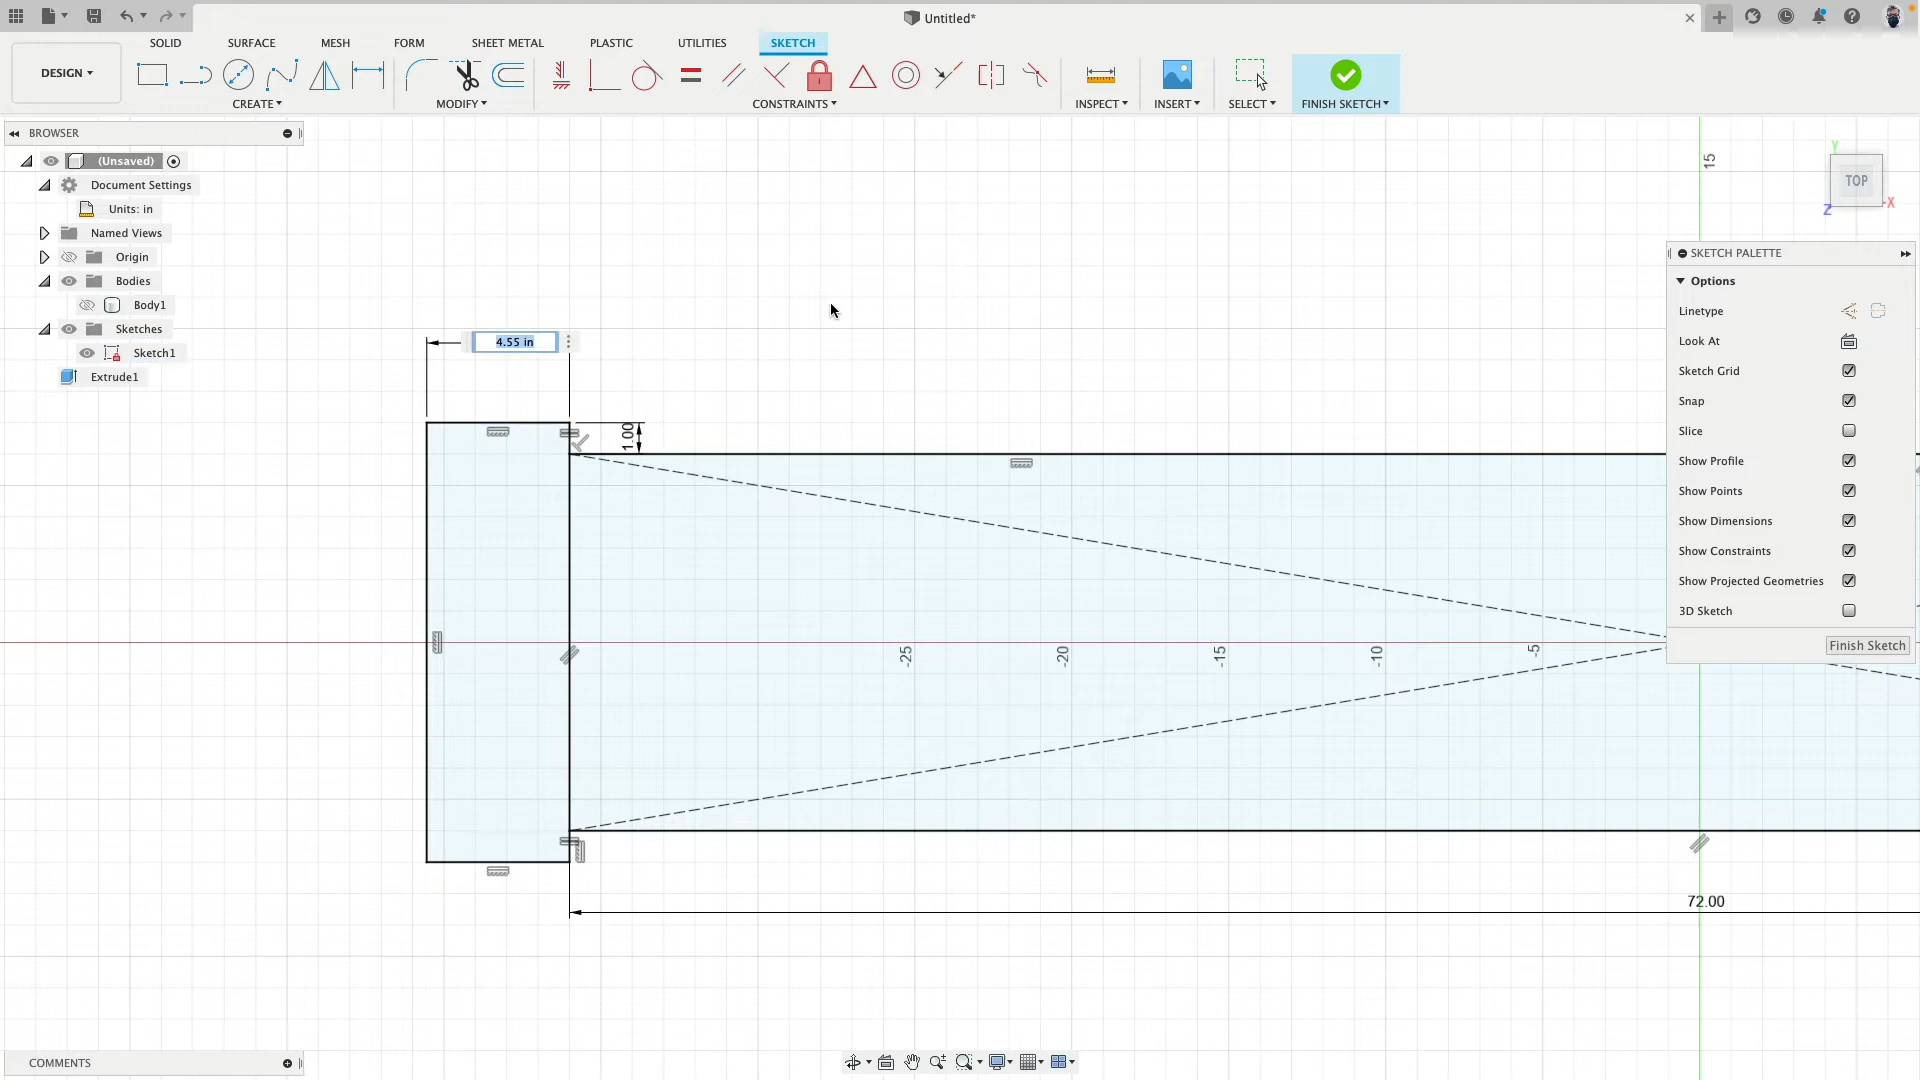 Untitled*
SOLID SURFACE MESH FORM SHEET METAL PLASTIC UTILITIES SKETCH
DESIGN
CREATE MODIFY CONSTRAINTS INSPECT INSERT SELECT FINISH SKETCH
BROWSER
(Unsaved)
Document Settings
Units: in
Named Views
Origin
Bodies
Body1
Sketches
Sketch1
Extrude1
15
Y
TOP
Z
-X
SKETCH PALETTE
Options
Linetype
Look At
Sketch Grid
Snap
Slice
Show Profile
Show Points
Show Dimensions
Show Constraints
Show Projected Geometries
3D Sketch
Finish Sketch
4.55 in
1.00
-25 -20 -15 -10 -5
72.00
COMMENTS